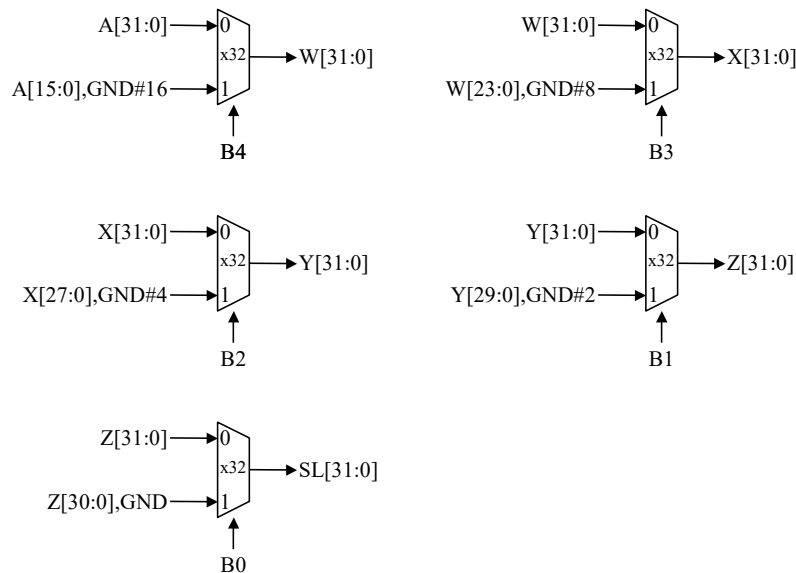 A[31:0]
0
x32
W[31:0]
A[15:0],GND#16
1
B4
W[31:0]
0
x32
X[31:0]
W[23:0],GND#8
1
B3
X[31:0]
0
x32
Y[31:0]
X[27:0],GND#4
1
B2
Y[31:0]
0
x32
Z[31:0]
Y[29:0],GND#2
1
B1
Z[31:0]
0
x32
SL[31:0]
Z[30:0],GND
1
B0